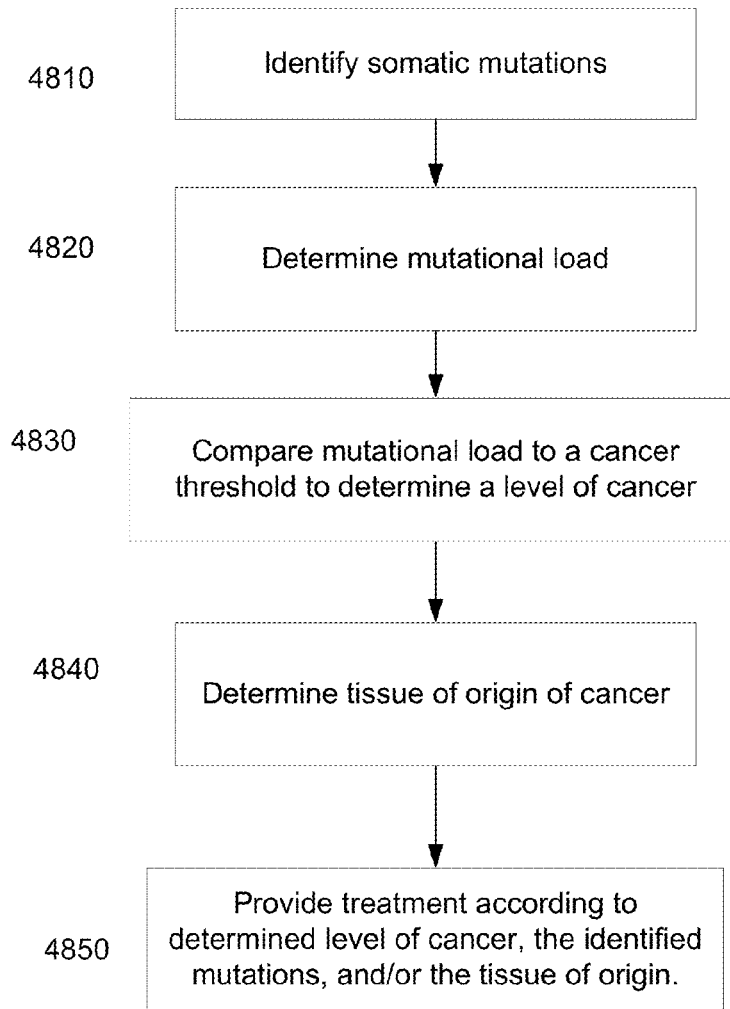 4810
Identify somatic mutations
4820
Determine mutational load
4830
Compare mutational load to a cancer
threshold to determine a level of cancer
4840
Determine tissue of origin of cancer
4850
Provide treatment according to
determined level of cancer, the identified
mutations, and/or the tissue of origin.